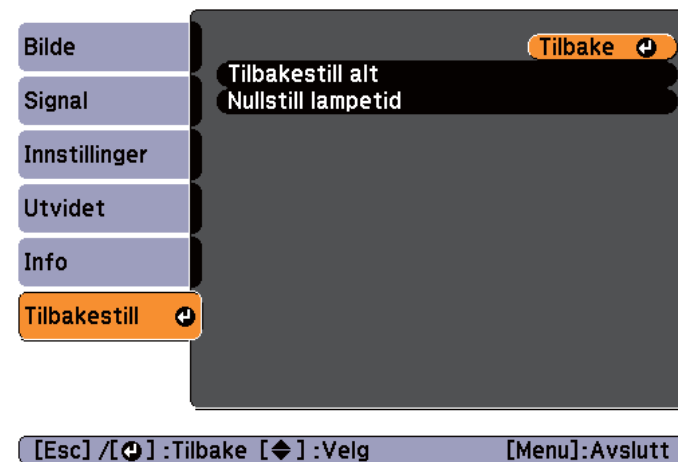 Bilde
Signal
Innstillinger
Utvidet
Info
Tilbakestill
Tilbake
Tilbakestill alt
Nullstill lampetid
[Esc] /[ ] :Tilbake [ ] :Velg [Menu]:Avslutt